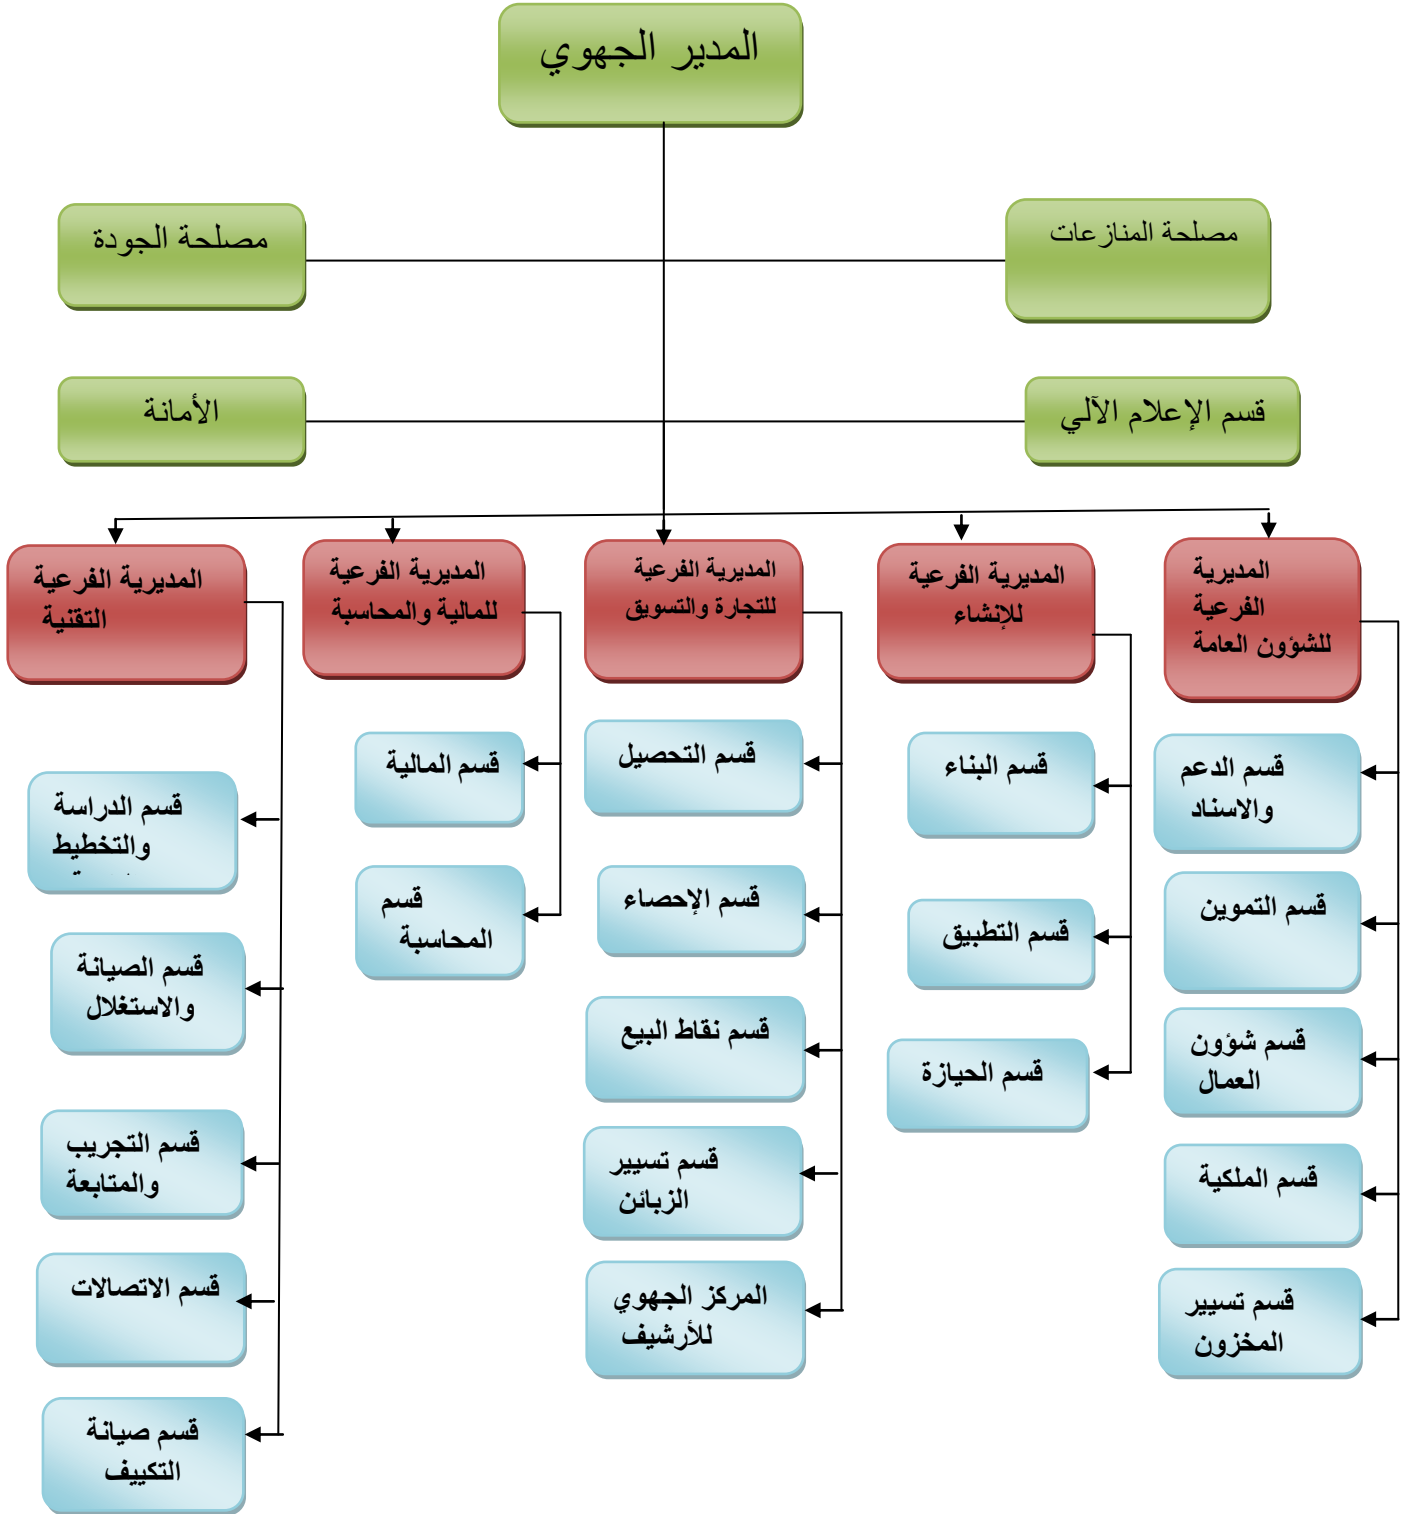 المدير الجهوي
مصلحة المنازعات
مصلحة الجودة
قسم الإعلام الآلي
الأمانة
المديرية
الفرعية
للشؤون العامة
المديرية الفرعية
للإنشاء
المديرية الفرعية
للتجارة والتسويق
المديرية الفرعية
للمالية والمحاسبة
المديرية الفرعية
التقنية
قسم الدعم
والاسناد
قسم التموين
قسم شؤون
العمال
قسم الملكية
قسم تسيير
المخزون
قسم البناء
قسم التطبيق
قسم الحيازة
قسم التحصيل
قسم الإحصاء
قسم نقاط البيع
قسم تسيير
الزبائن
المركز الجهوي
للأرشيف
قسم المالية
قسم
المحاسبة
قسم الدراسة
والتخطيط
قسم الصيانة
والاستغلال
قسم التجريب
والمتابعة
قسم الاتصالات
قسم صيانة
التكييف